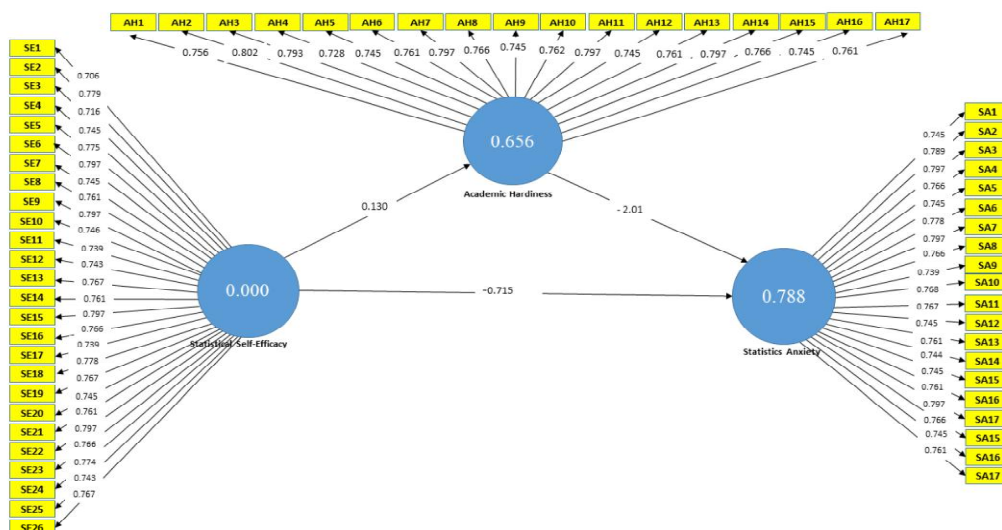 AH1 AH2 AH3 AH4 AH5 AH6 AH7 AH8 AH9 AH10 AH11 AH12 AH13 AH14 AH15 AH16 AH17
0.756 0.802 0.793 0.728 0.745 0.761 0.797 0.766 0.745 0.762 0.797 0.745 0.761 0.797 0.766 0.745 0.761
SE1
SE2
SE3
SE4
SE5
SE6
SE7
SE8
SE9
SE10
SE11
SE12
SE13
SE14
SE15
SE16
SE17
SE18
SE19
SE20
SE21
SE22
SE23
SE24
SE25
SE26
0.706
0.779
0.716
0.745
0.775
0.797
0.745
0.761
0.797
0.746
0.739
0.743
0.767
0.761
0.797
0.766
0.739
0.778
0.767
0.745
0.761
0.797
0.766
0.774
0.743
0.767
0.000
Statistical Self-Efficacy
0.130
0.656
Academic Hardiness
- 2.01
-0.715
0.788
Statistics Anxiety
0.745
0.789
0.797
0.766
0.745
0.778
0.797
0.766
0.739
0.768
0.767
0.745
0.761
0.744
0.745
0.761
0.797
0.766
0.745
0.761
SA1
SA2
SA3
SA4
SA5
SA6
SA7
SA8
SA9
SA10
SA11
SA12
SA13
SA14
SA15
SA16
SA17
SA15
SA16
SA17